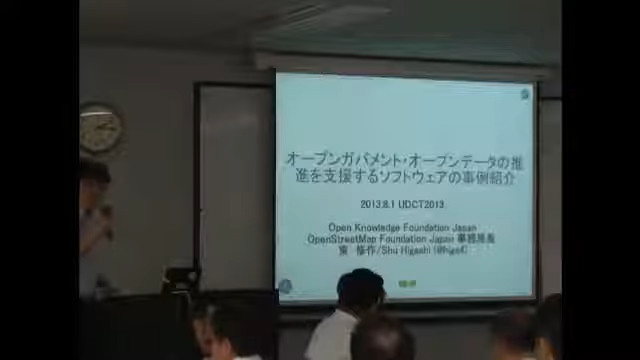 オープンガバメント・オープンデータの推
進を支援するソフトウェアの事例紹介
2013.8.1 UDCT2013
Open Knowledge Foundation Japan
OpenStreetMap Foundation Japan 事務局長
東 修作/Shu Higashi (@higa4)